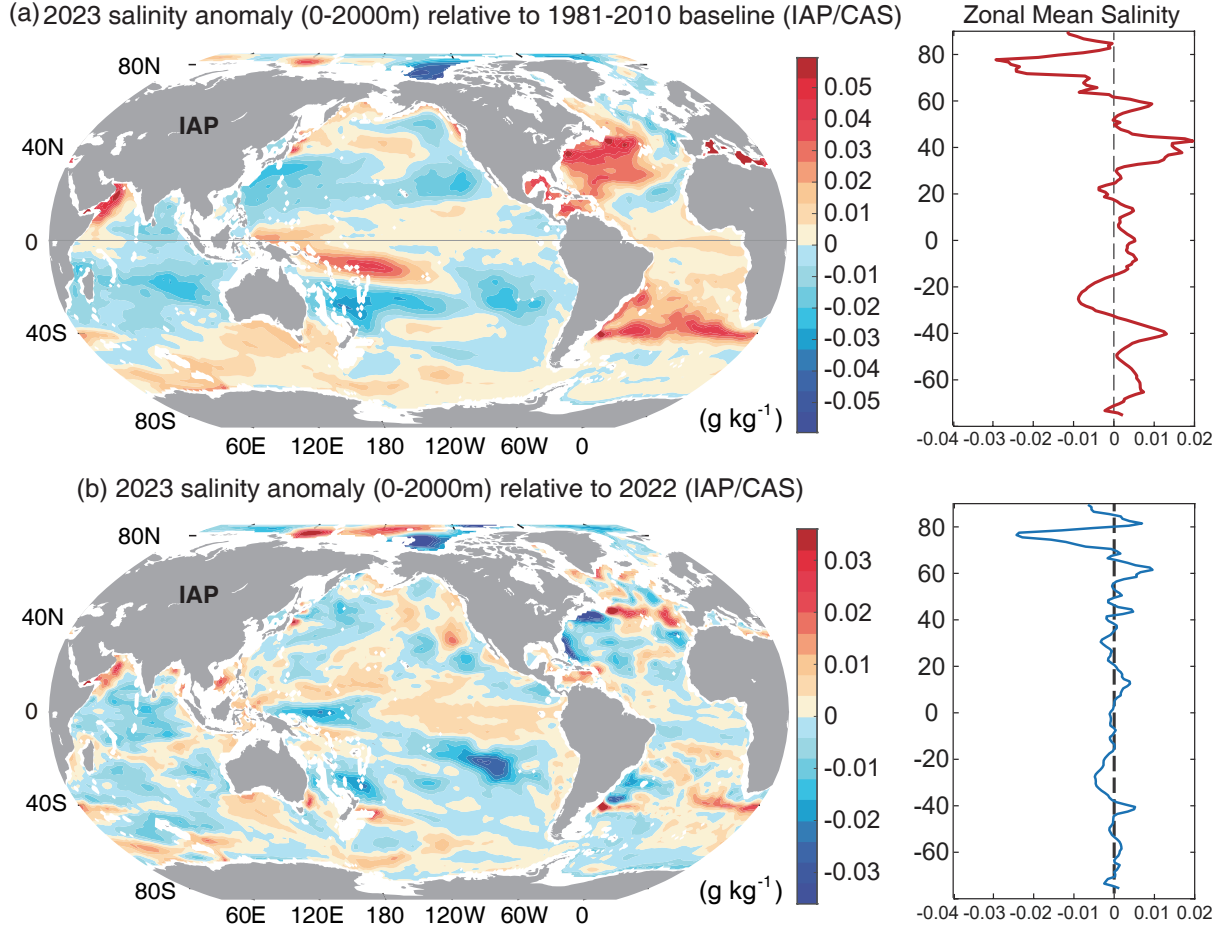 (a) 2023 salinity anomaly (0-2000m) relative to 1981-2010 baseline (IAP/CAS)
Zonal Mean Salinity
80N
40N
0
40S
80S
IAP
60E 120E 180 120W 60W 0
0.05
0.04
0.03
0.02
0.01
0
-0.01
-0.02
-0.03
-0.04
-0.05
(g kg⁻¹)
80
60
40
20
0
-20
-40
-60
-0.04 -0.03 -0.02 -0.01 0 0.01 0.02
(b) 2023 salinity anomaly (0-2000m) relative to 2022 (IAP/CAS)
80N
40N
0
40S
80S
IAP
60E 120E 180 120W 60W 0
0.03
0.02
0.01
0
-0.01
-0.02
-0.03
(g kg⁻¹)
80
60
40
20
0
-20
-40
-60
-0.04 -0.03 -0.02 -0.01 0 0.01 0.02